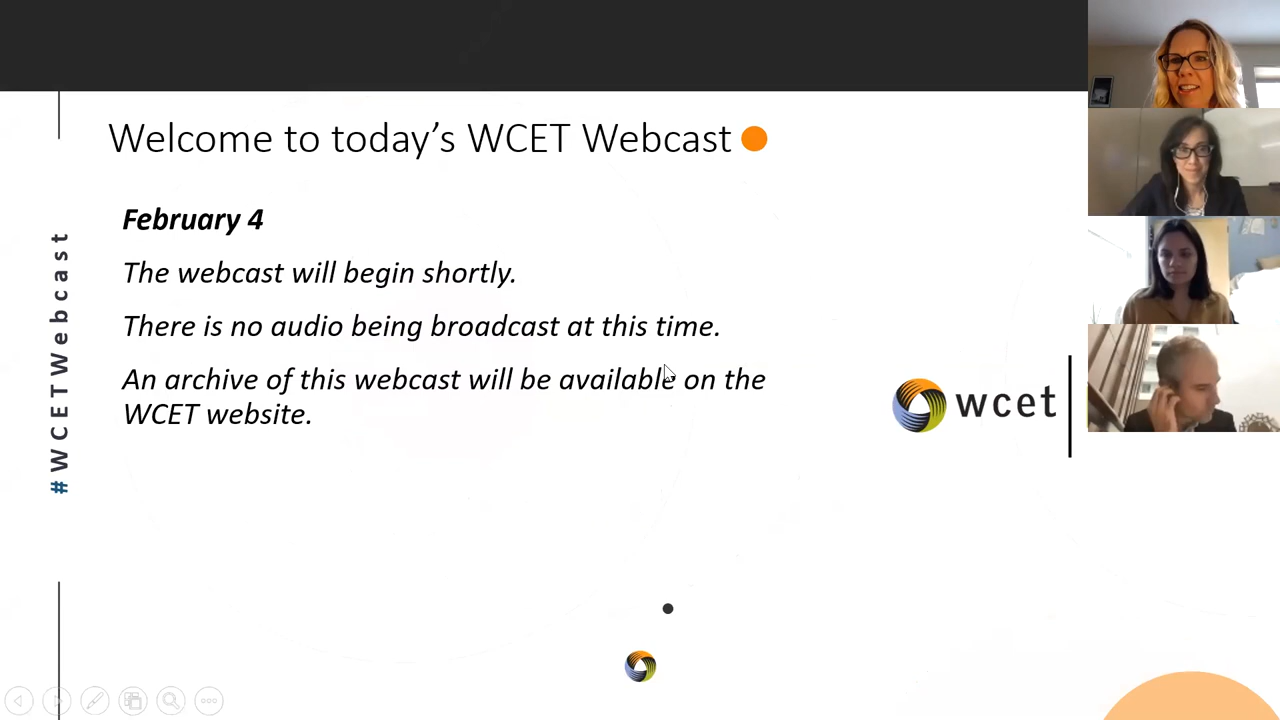 Welcome to today's WCET Webcast
February 4
The webcast will begin shortly.
There is no audio being broadcast at this time.
An archive of this webcast will be available on the
WCET website.
#WCETWebcast
wcet